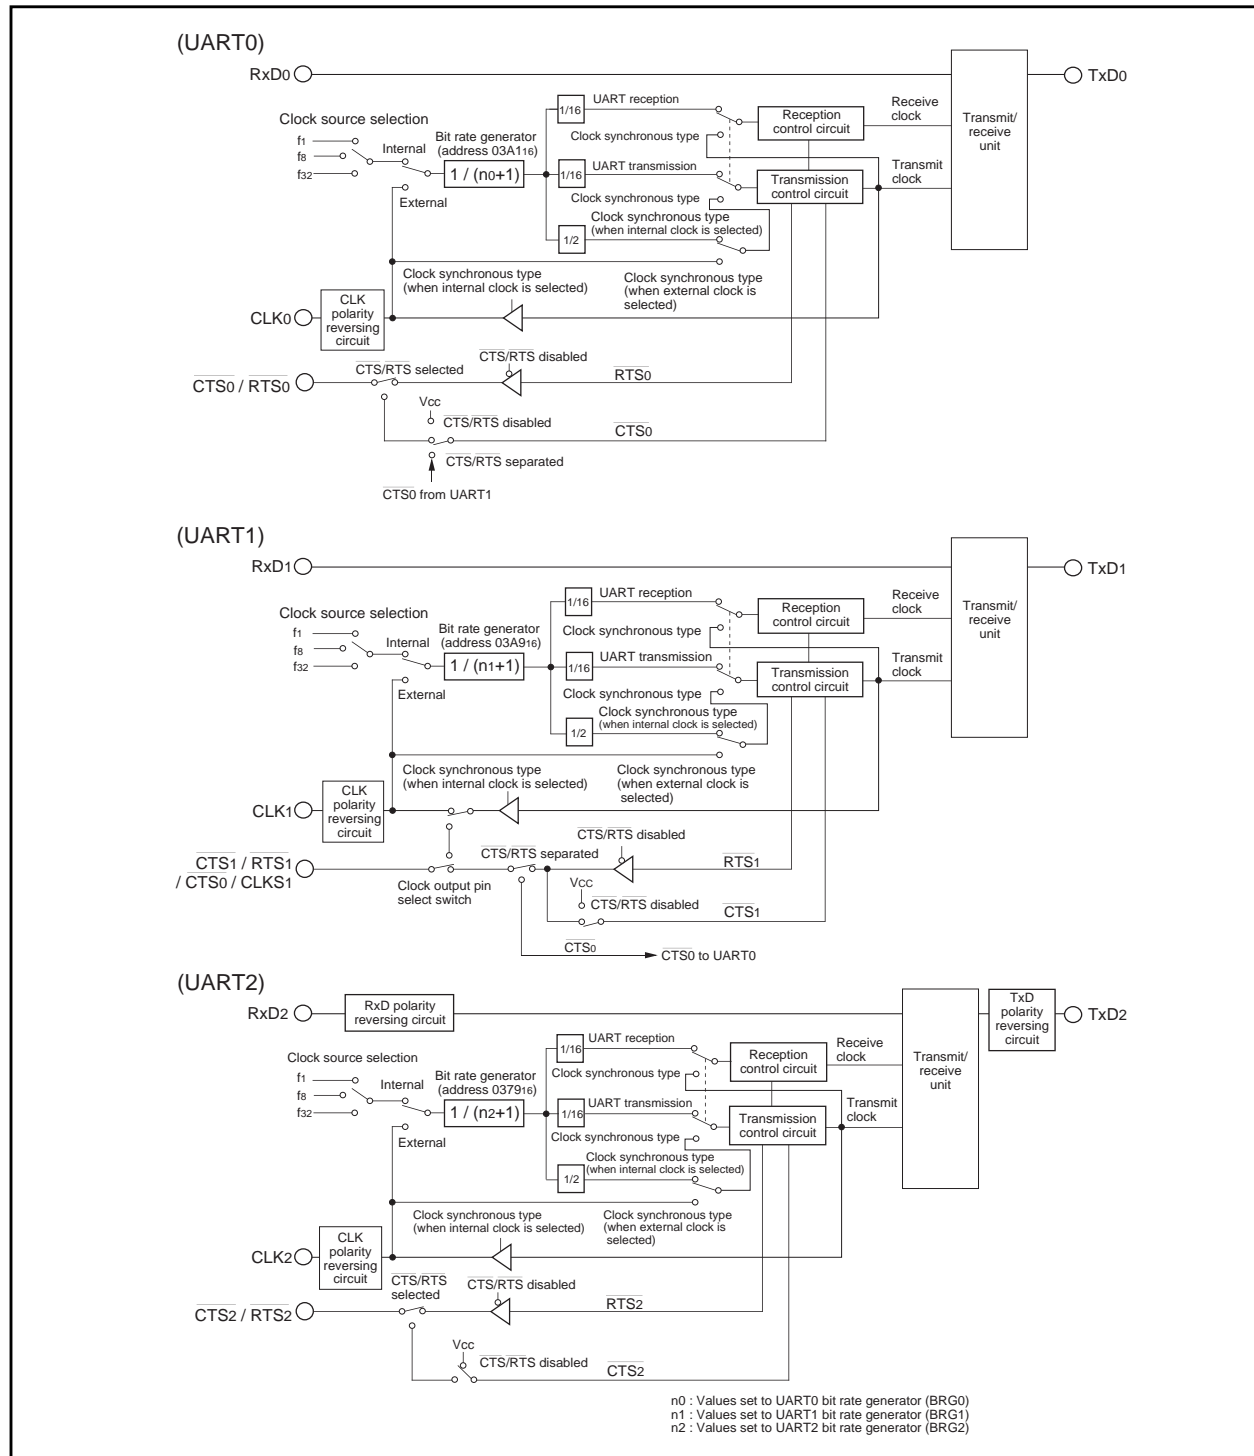 (UART0)
RxD0
TxD0
1/16
UART reception
Clock source selection
f1
f8
f32
Internal
External
Bit rate generator
(address 03A116)
1 / (n0+1)
Clock synchronous type
Reception
control circuit
Receive
clock
Transmit/
receive
unit
1/16
UART transmission
Clock synchronous type
Transmission
control circuit
Transmit
clock
Clock synchronous type
(when internal clock is selected)
1/2
Clock synchronous type
(when internal clock is selected)
Clock synchronous type
(when external clock is
selected)
CLK0
CLK
polarity
reversing
circuit
CTS0 / RTS0
CTS/RTS selected
CTS/RTS disabled
RTS0
Vcc
CTS/RTS disabled
CTS0
CTS/RTS separated
CTS0 from UART1
(UART1)
RxD1
TxD1
1/16
UART reception
Clock source selection
f1
f8
f32
Internal
External
Bit rate generator
(address 03A916)
1 / (n1+1)
Clock synchronous type
Reception
control circuit
Receive
clock
Transmit/
receive
unit
1/16
UART transmission
Clock synchronous type
Transmission
control circuit
Transmit
clock
Clock synchronous type
(when internal clock is selected)
1/2
Clock synchronous type
(when internal clock is selected)
Clock synchronous type
(when external clock is
selected)
CLK1
CLK
polarity
reversing
circuit
CTS1 / RTS1
/ CTS0 / CLKS1
Clock output pin
select switch
CTS/RTS separated
CTS/RTS disabled
RTS1
VCC
CTS/RTS disabled
CTS1
CTS0
CTS0 to UART0
(UART2)
RxD2
RxD polarity
reversing circuit
TxD
polarity
reversing
circuit
TxD2
1/16
UART reception
Clock source selection
f1
f8
f32
Internal
External
Bit rate generator
(address 037916)
1 / (n2+1)
Clock synchronous type
Reception
control circuit
Receive
clock
Transmit/
receive
unit
1/16
UART transmission
Clock synchronous type
Transmission
control circuit
Transmit
clock
Clock synchronous type
(when internal clock is selected)
1/2
Clock synchronous type
(when internal clock is selected)
Clock synchronous type
(when external clock is
selected)
CLK2
CLK
polarity
reversing
circuit
CTS2 / RTS2
CTS/RTS
selected
CTS/RTS disabled
RTS2
Vcc
CTS/RTS disabled
CTS2
n0 : Values set to UART0 bit rate generator (BRG0)
n1 : Values set to UART1 bit rate generator (BRG1)
n2 : Values set to UART2 bit rate generator (BRG2)